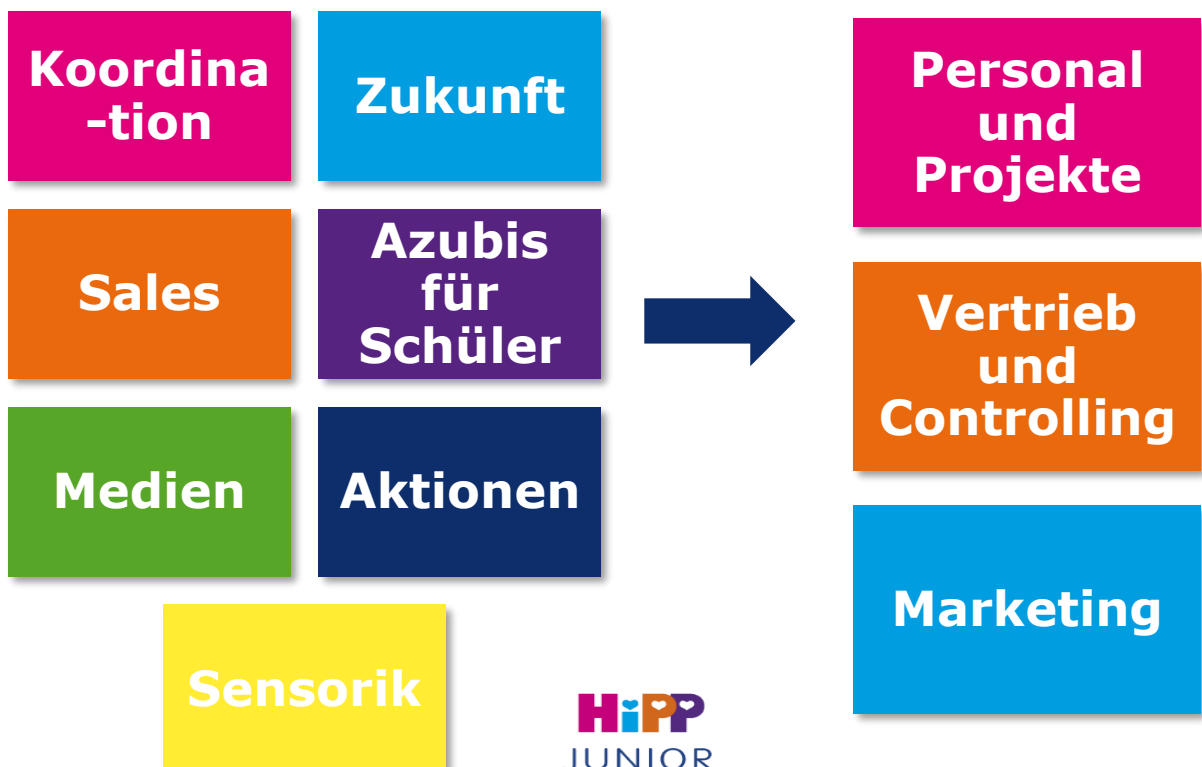 Koordina
-tion
Zukunft
Sales
Azubis
für
Schüler
Medien
Aktionen
Sensorik
Personal
und
Projekte
Vertrieb
und
Controlling
Marketing
HiPP
JUNIOR